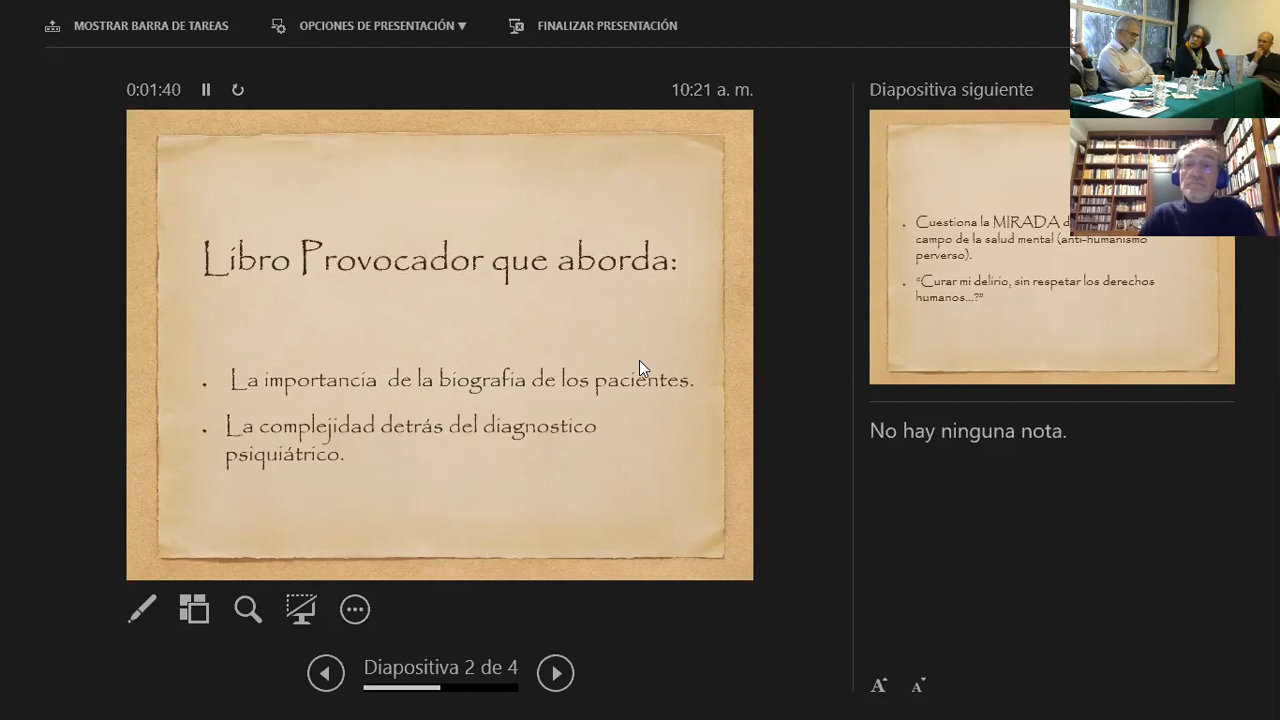 MOSTRAR BARRA DE TAREAS
OPCIONES DE PRESENTACIÓN ▼
FINALIZAR PRESENTACIÓN
0:01:40
10:21 a. m.
Libro Provocador que aborda:
. La importancia de la biografia de los pacientes.
. La complejidad detrás del diagnostico
psiquiátrico.
Diapositiva 2 de 4
Diapositiva siguiente
. Cuestiona la MIRADA
campo de la salud mental (anti-humanismo
perverso).
. "Curar mi delirio, sin respetar los derechos
humanos...?"
No hay ninguna nota.
A A